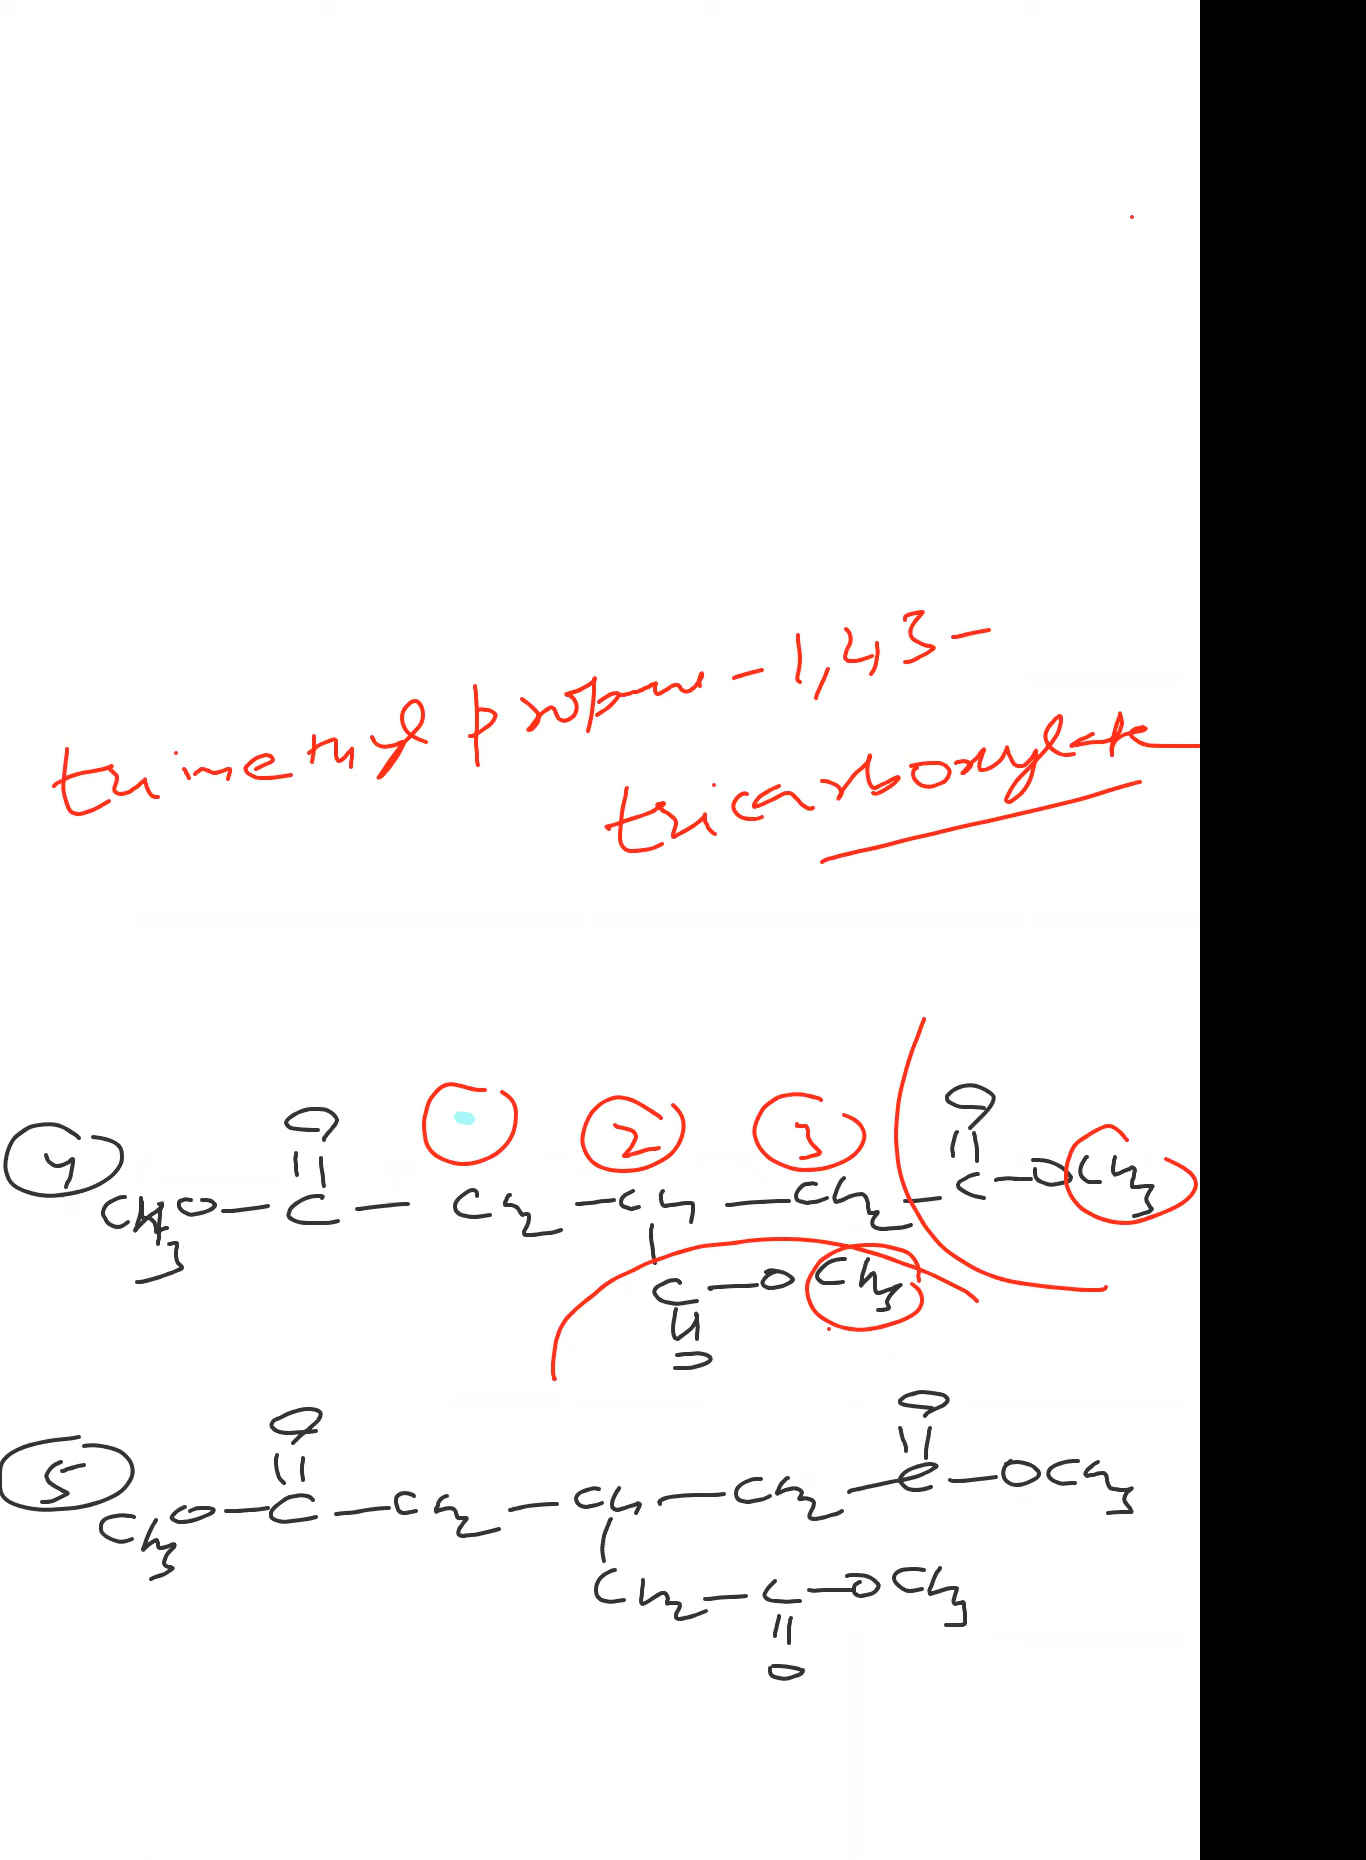 trimethyl propane - 1,2,3 -
tricarboxylate
O O
4 2 3
CH3O - C - CH2 - CH - CH2 - C - OCH3
C - OCH3
O
O O
5
CH3O - C - CH2 - CH - CH2 - C - OCH3
CH2 - C - OCH3
O